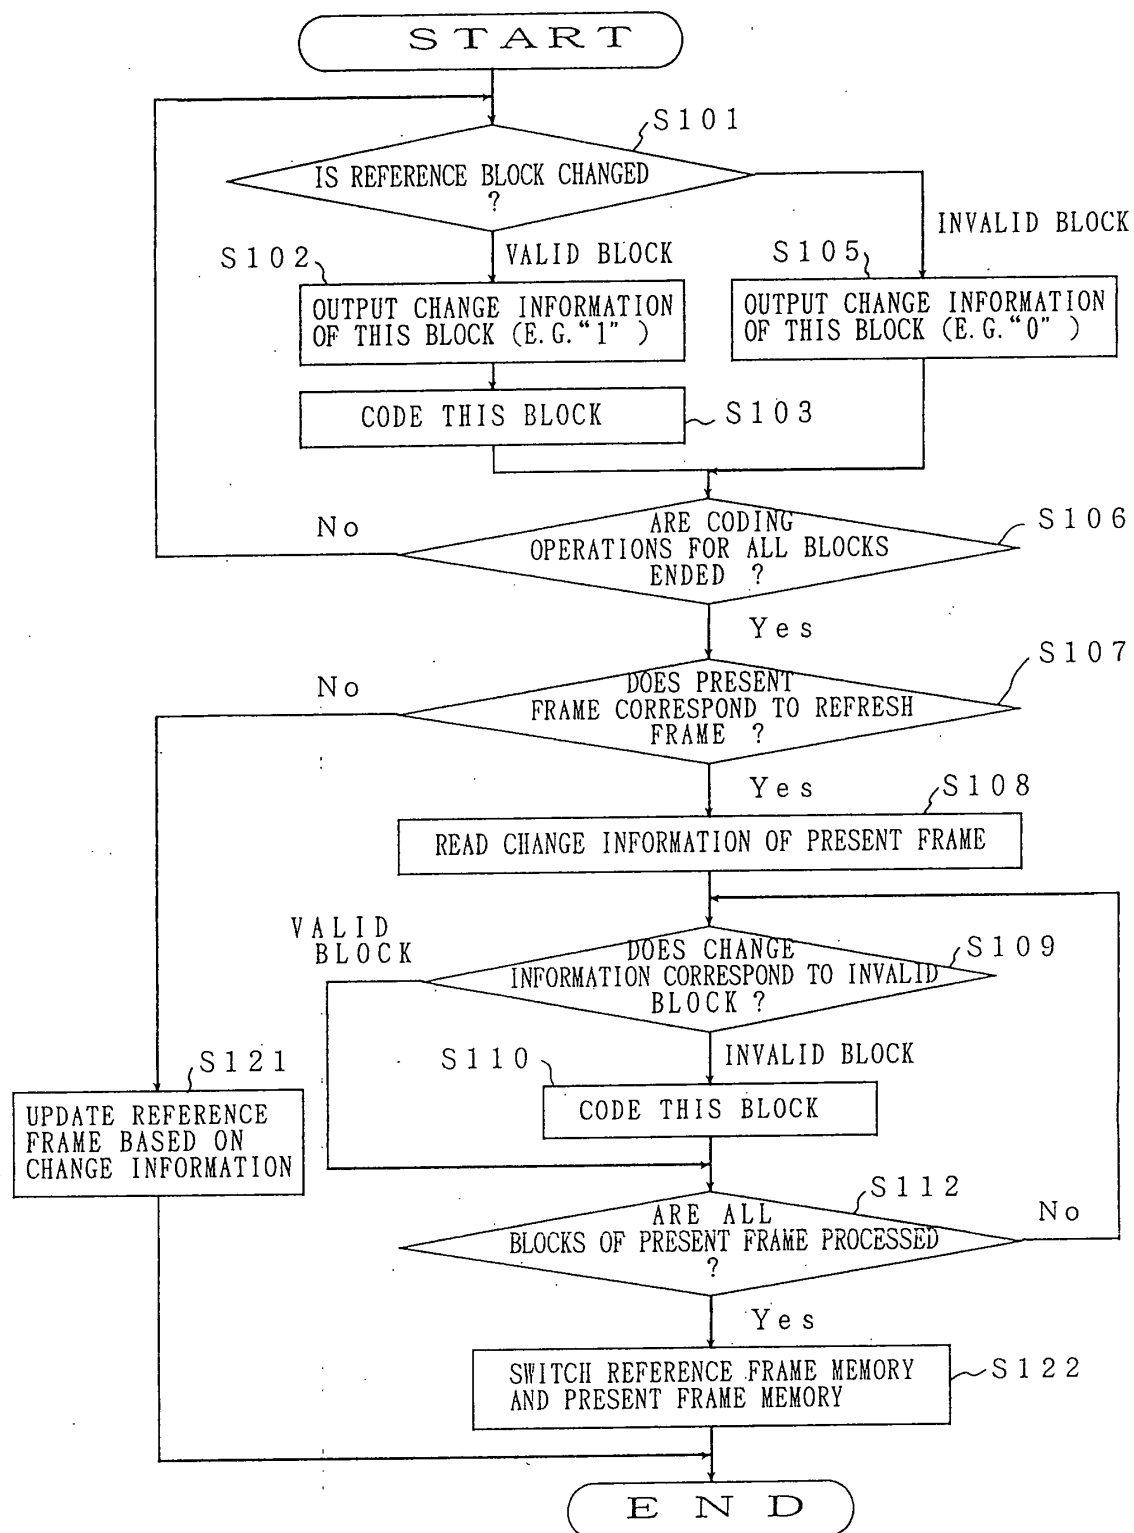 START
S101
IS REFERENCE BLOCK CHANGED
?
INVALID BLOCK
VALID BLOCK
S102
OUTPUT CHANGE INFORMATION
OF THIS BLOCK (E.G. “1” )
S105
OUTPUT CHANGE INFORMATION
OF THIS BLOCK (E.G. “0” )
CODE THIS BLOCK
S103
No
ARE CODING
OPERATIONS FOR ALL BLOCKS
ENDED ?
S106
Yes
No
DOES PRESENT
FRAME CORRESPOND TO REFRESH
FRAME ?
S107
Yes
S108
READ CHANGE INFORMATION OF PRESENT FRAME
VALID
BLOCK
DOES CHANGE
INFORMATION CORRESPOND TO INVALID
BLOCK ?
S109
INVALID BLOCK
S110
CODE THIS BLOCK
S121
UPDATE REFERENCE
FRAME BASED ON
CHANGE INFORMATION
S112
ARE ALL
BLOCKS OF PRESENT FRAME PROCESSED
?
No
Yes
SWITCH REFERENCE FRAME MEMORY
AND PRESENT FRAME MEMORY
S122
END